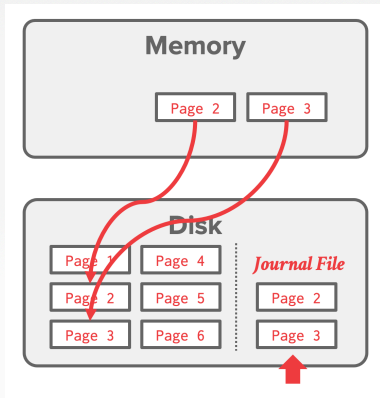 Memory
Page 2 Page 3
Disk
Page 1 Page 4
Journal File
Page 2 Page 5 Page 2
Page 3 Page 6 Page 3